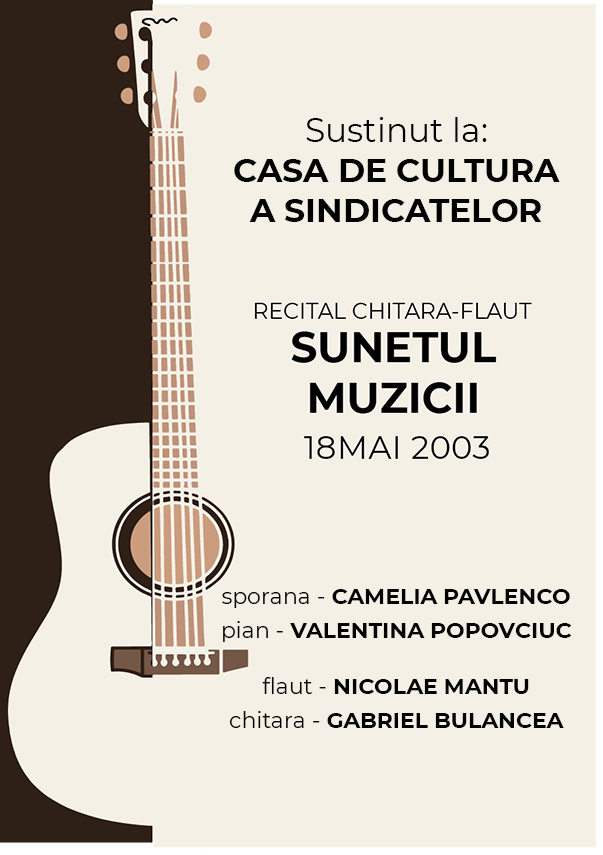 Sustinut la:
CASA DE CULTURA
A SINDICATELOR
RECITAL CHITARA-FLAUT
SUNETUL
MUZICII
18MAI 2003
sporana - CAMELIA PAVLENCO
pian - VALENTINA POPOVCIUC
flaut - NICOLAE MANTU
chitara - GABRIEL BULANCEA